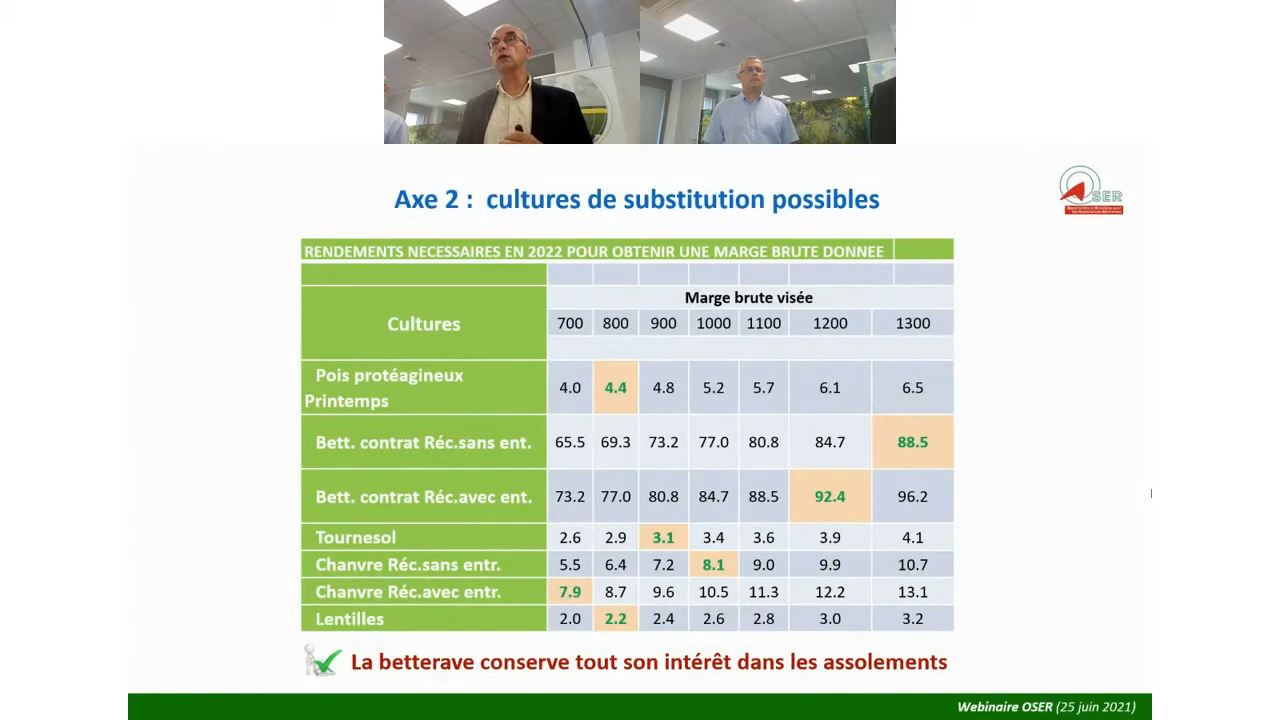 Axe 2 : cultures de substitution possibles
OSER
RENDEMENTS NECESSAIRES EN 2022 POUR OBTENIR UNE MARGE BRUTE DONNEE
Marge brute visée
Cultures
700 800 900 1000 1100 1200 1300
Pois protéagineux
Printemps
4.0 4.4 4.8 5.2 5.7 6.1 6.5
Bett. contrat Réc.sans ent. 65.5 69.3 73.2 77.0 80.8 84.7 88.5
Bett. contrat Réc.avec ent. 73.2 77.0 80.8 84.7 88.5 92.4 96.2
Tournesol 2.6 2.9 3.1 3.4 3.6 3.9 4.1
Chanvre Réc.sans entr. 5.5 6.4 7.2 8.1 9.0 9.9 10.7
Chanvre Réc.avec entr. 7.9 8.7 9.6 10.5 11.3 12.2 13.1
Lentilles 2.0 2.2 2.4 2.6 2.8 3.0 3.2
La betterave conserve tout son intérêt dans les assolements
Webinaire OSER (25 juin 2021)